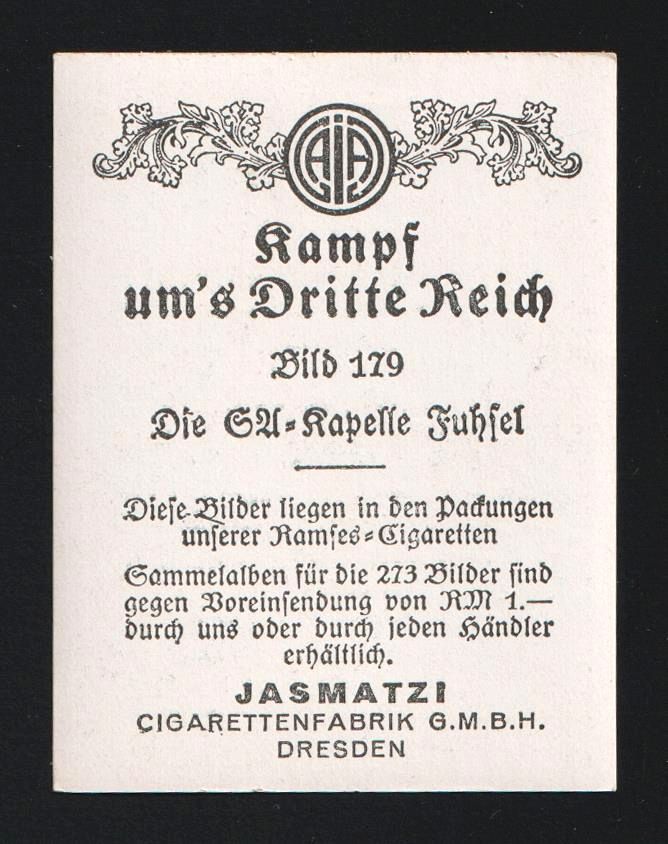 AiA
Kampf
um's Dritte Reich
Bild 179
Die SA-Kapelle Fuhsel
Diese Bilder liegen in den Packungen
unserer Ramses-Cigaretten
Sammelalben für die 273 Bilder sind
gegen Voreinsendung von RM 1.—
durch uns oder durch jeden Händler
erhältlich.
JASMATZI
CIGARETTENFABRIK G.M.B.H.
DRESDEN